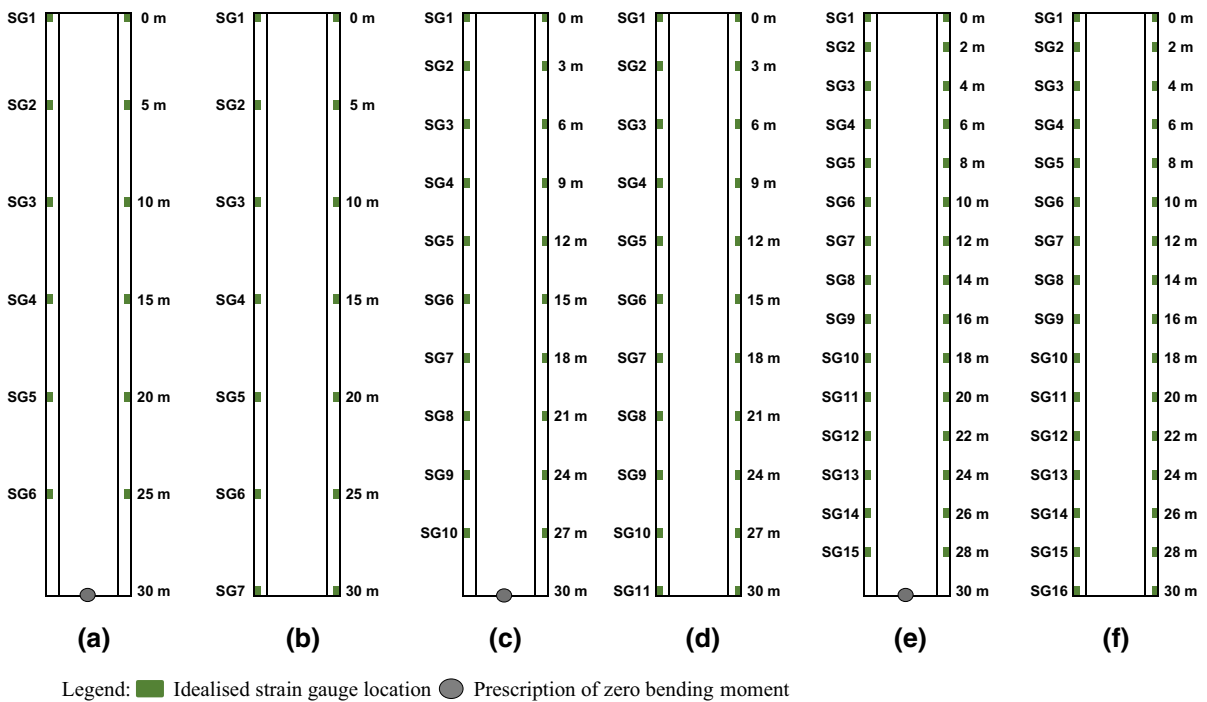 SG1 0 m SG1 0 m SG1 0 m SG1 0 m SG1 0 m SG1 0 m
SG2 2 m SG2 2 m
SG2 3 m SG2 3 m
SG3 4 m SG3 4 m
SG2 5 m SG2 5 m
SG3 6 m SG3 6 m SG4 6 m SG4 6 m
SG5 8 m SG5 8 m
SG4 9 m SG4 9 m
SG3 10 m SG3 10 m SG6 10 m SG6 10 m
SG5 12 m SG5 12 m SG7 12 m SG7 12 m
SG8 14 m SG8 14 m
SG4 15 m SG4 15 m SG6 15 m SG6 15 m
SG9 16 m SG9 16 m
SG7 18 m SG7 18 m SG10 18 m SG10 18 m
SG5 20 m SG5 20 m SG11 20 m SG11 20 m
SG8 21 m SG8 21 m
SG12 22 m SG12 22 m
SG9 24 m SG9 24 m SG13 24 m SG13 24 m
SG6 25 m SG6 25 m
SG14 26 m SG14 26 m
SG10 27 m SG10 27 m
SG15 28 m SG15 28 m
30 m SG7 30 m 30 m SG11 30 m 30 m SG16 30 m
(a) (b) (c) (d) (e) (f)
Legend: Idealised strain gauge location Prescription of zero bending moment